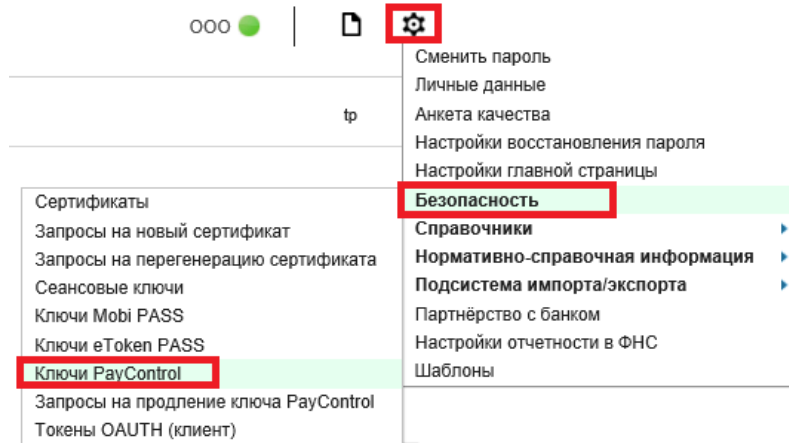 ООО
Сменить пароль
Личные данные
tp
Анкета качества
Настройки восстановления пароля
Настройки главной страницы
Безопасность
Справочники
Нормативно-справочная информация
Подсистема импорта/экспорта
Партнёрство с банком
Настройки отчетности в ФНС
Шаблоны
Сертификаты
Запросы на новый сертификат
Запросы на перегенерацию сертификата
Сеансовые ключи
Ключи Mobi PASS
Ключи eToken PASS
Ключи PayControl
Запросы на продление ключа PayControl
Токены OAUTH (клиент)